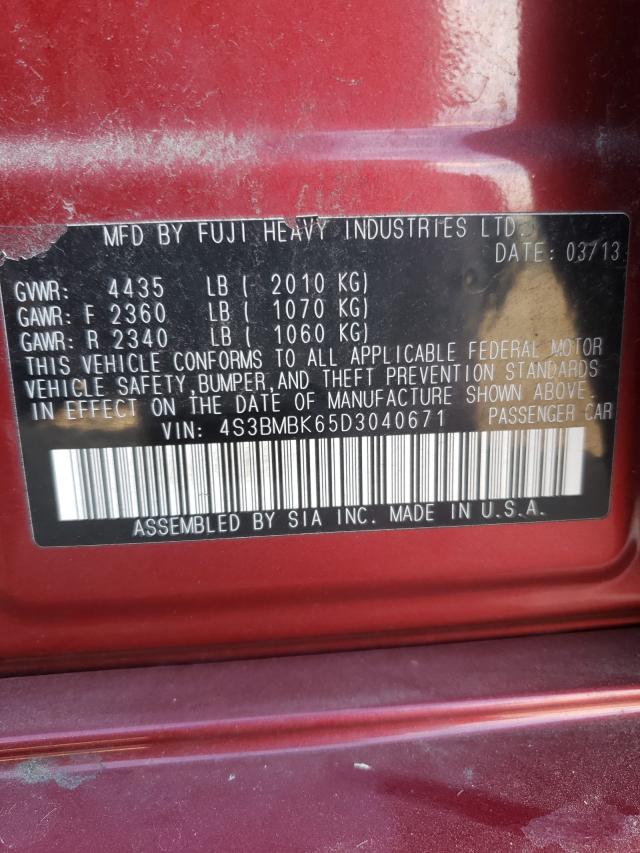 MFD BY FUJI HEAVY INDUSTRIES LTD.
DATE: 03/13
GVWR: 4435 LB ( 2010 KG)
GAWR: F 2360 LB ( 1070 KG)
GAWR: R 2340 LB ( 1060 KG)
THIS VEHICLE CONFORMS TO ALL APPLICABLE FEDERAL MOTOR
VEHICLE SAFETY,BUMPER,AND THEFT PREVENTION STANDARDS
IN EFFECT ON THE DATE OF MANUFACTURE SHOWN ABOVE.
VIN: 4S3BMBK65D3040671 PASSENGER CAR
ASSEMBLED BY SIA INC. MADE IN U.S.A.